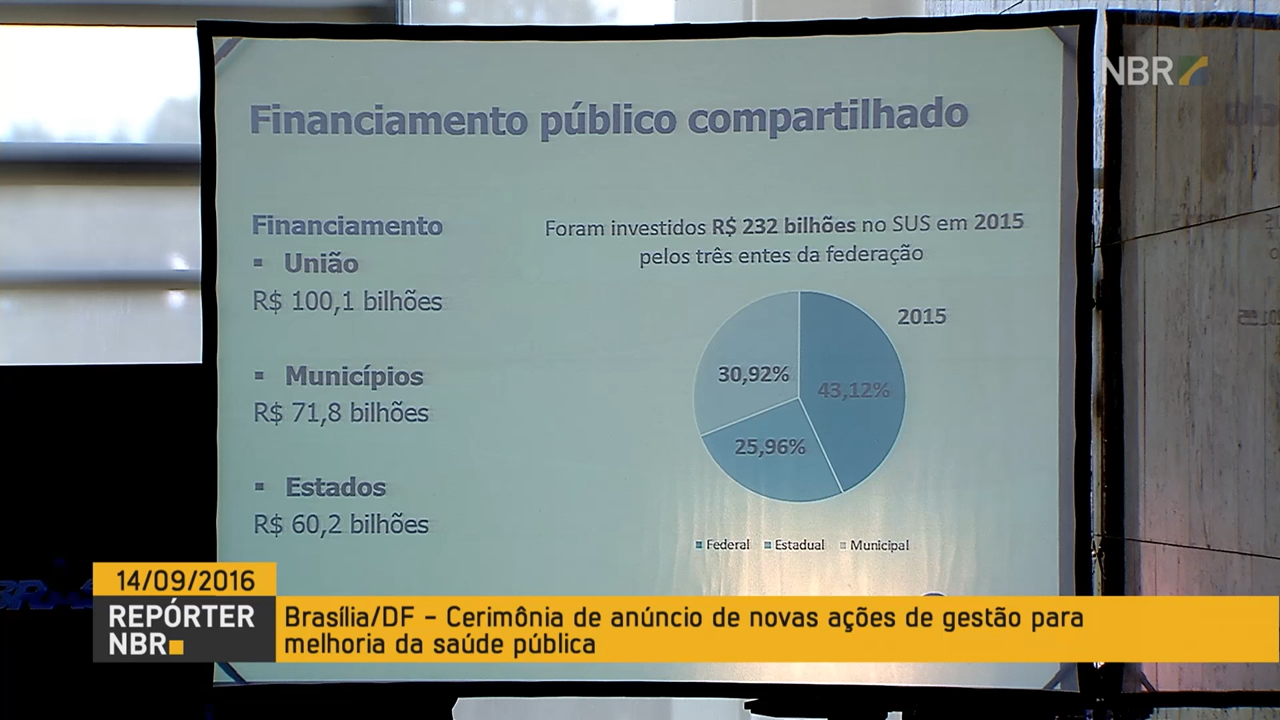 NBR
Financiamento público compartilhado
Financiamento
▪ União
R$ 100,1 bilhões
▪ Municípios
R$ 71,8 bilhões
▪ Estados
R$ 60,2 bilhões
Foram investidos R$ 232 bilhões no SUS em 2015
pelos três entes da federação
2015
30,92%
43,12%
25,96%
Federal Estadual Municipal
14/09/2016
REPÓRTER
NBR
Brasília/DF – Cerimônia de anúncio de novas ações de gestão para
melhoria da saúde pública